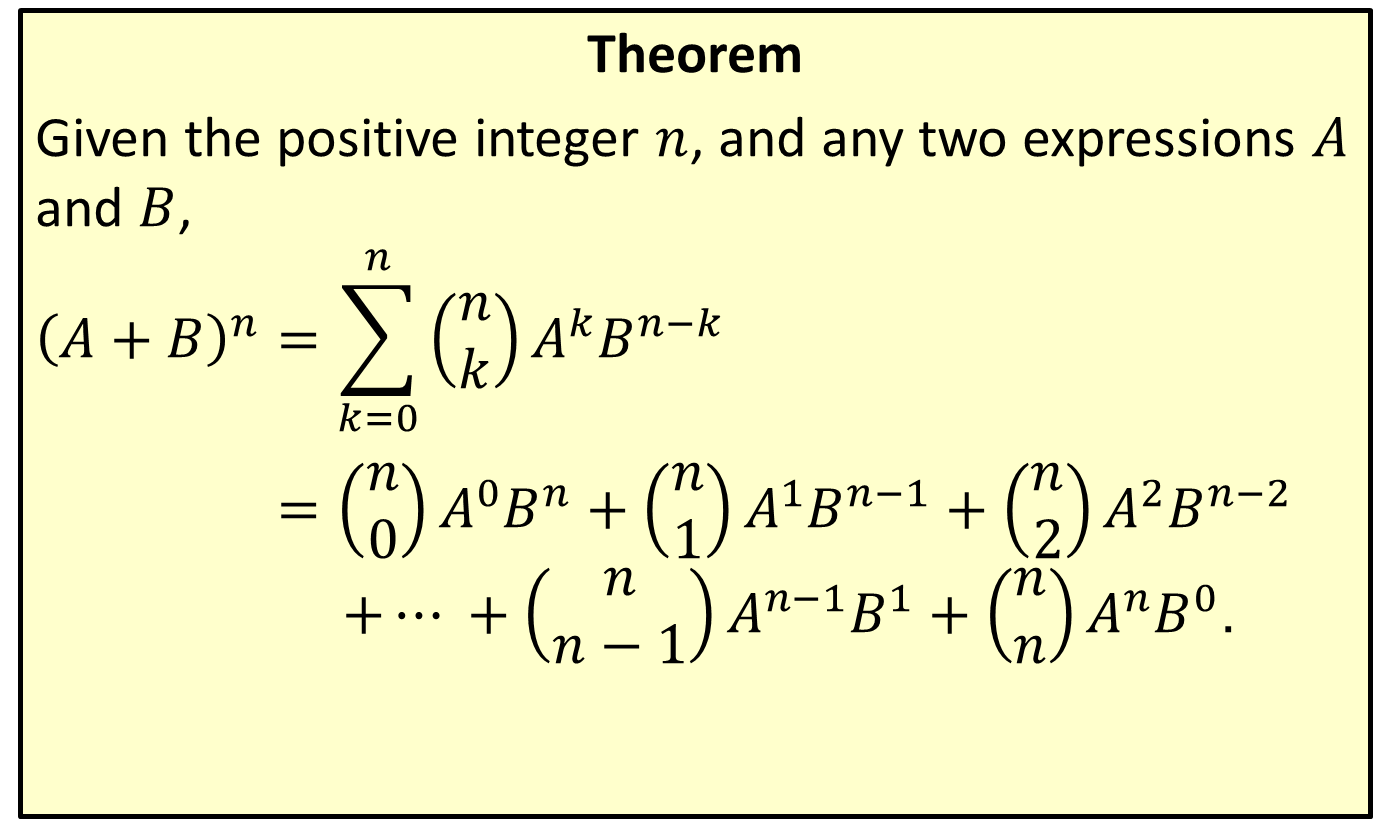 Theorem
Given the positive integer n, and any two expressions A
and B,
(A + B)^n = \sum_{k=0}^{n} \binom{n}{k} A^k B^{n-k}
= \binom{n}{0} A^0 B^n + \binom{n}{1} A^1 B^{n-1} + \binom{n}{2} A^2 B^{n-2}
+ \cdots + \binom{n}{n-1} A^{n-1} B^1 + \binom{n}{n} A^n B^0.